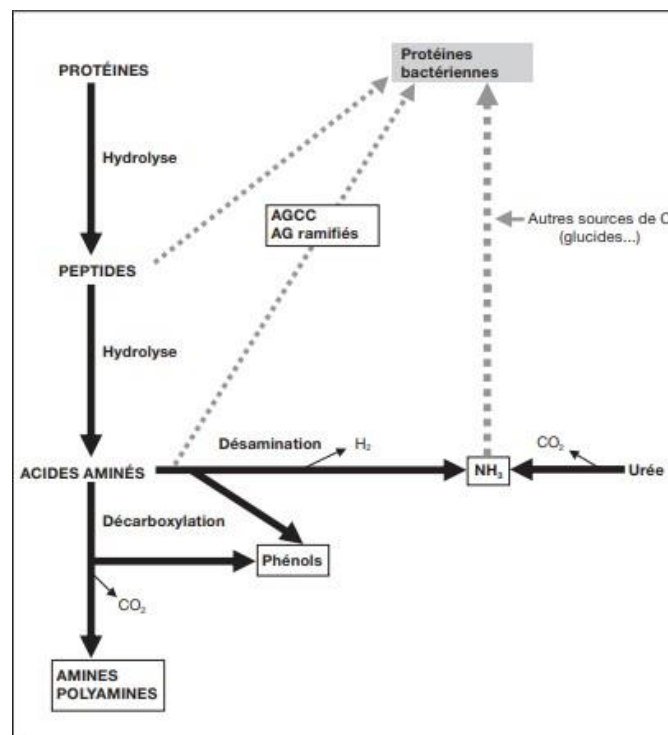 PROTÉINES
Protéines
bactériennes
Hydrolyse
AGCC
AG ramifiés
Autres sources de C
(glucides...)
PEPTIDES
Hydrolyse
Désamination
H₂
CO₂
ACIDES AMINÉS
NH₃
Urée
Décarboxylation
Phénols
CO₂
AMINES
POLYAMINES